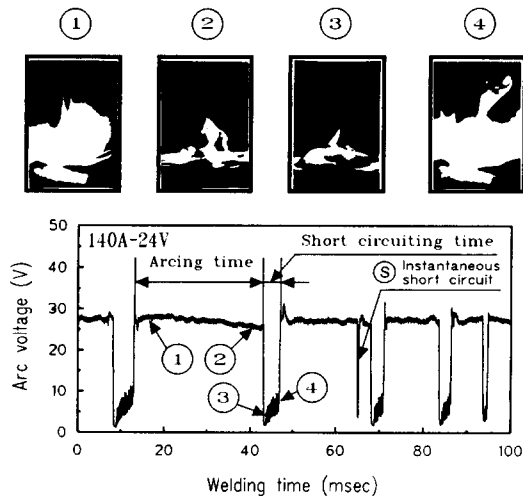 1 2 3 4
50
40
30
20
10
0
Arc voltage (V)
140A-24V
Short circuiting time
Arcing time
S Instantaneous
short circuit
1
2
3
4
0 20 40 60 80 100
Welding time (msec)